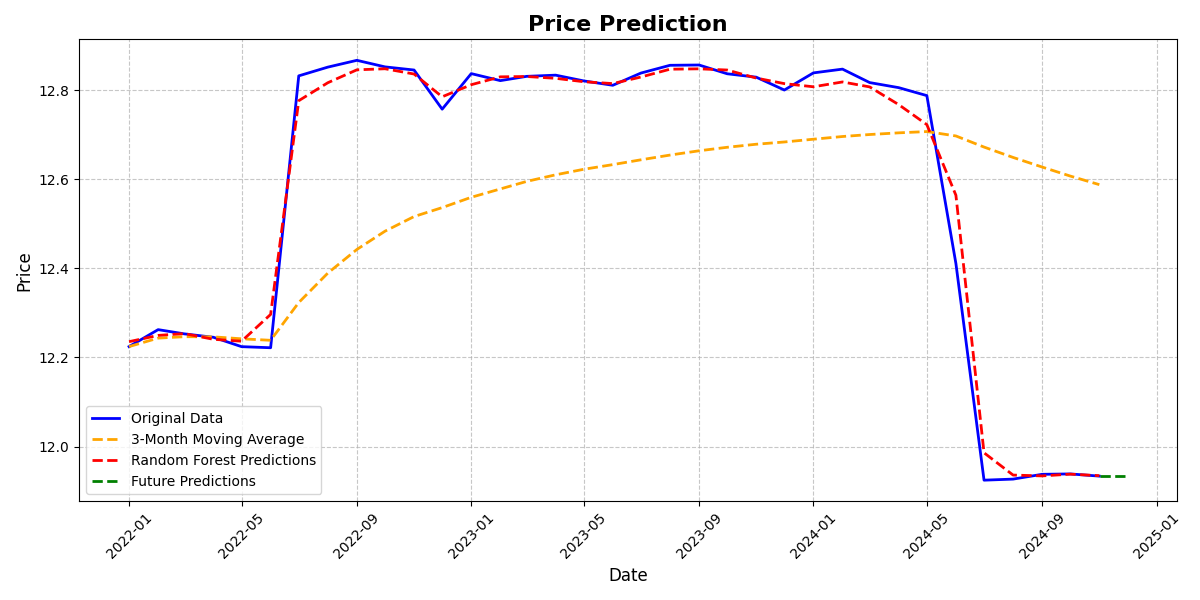 Price Prediction
Price
12.8
12.6
12.4
12.2
12.0
Original Data
3-Month Moving Average
Random Forest Predictions
Future Predictions
2022-01
2022-05
2022-09
2023-01
2023-05
2023-09
2024-01
2024-05
2024-09
2025-01
Date